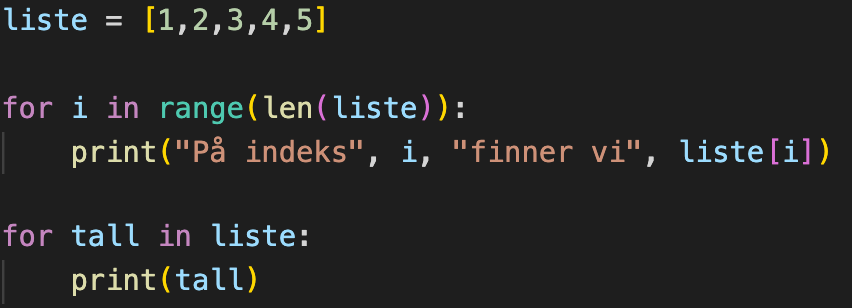 liste = [1,2,3,4,5]
for i in range(len(liste)):
    print("På indeks", i, "finner vi", liste[i])
for tall in liste:
    print(tall)